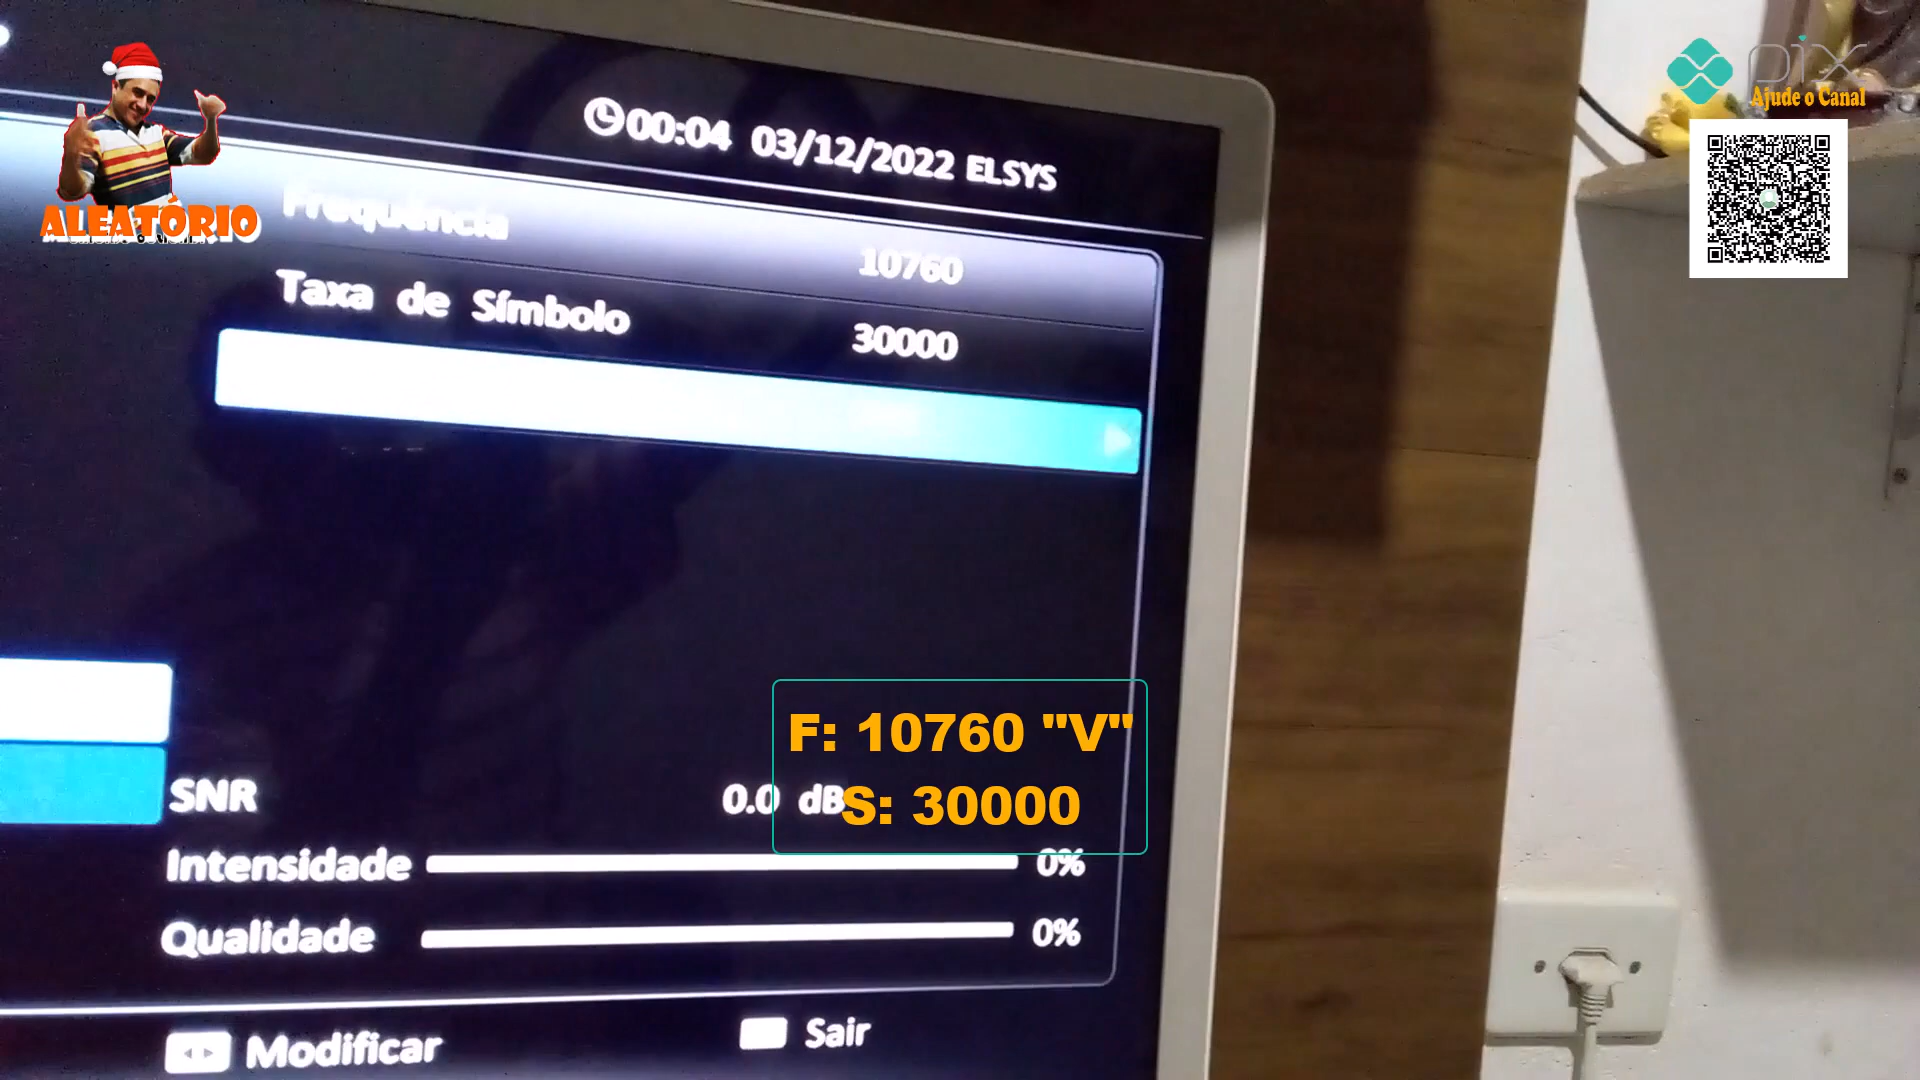 pix
Ajude o Canal
ALEATÓRIO
00:04 03/12/2022 ELSYS
Frequência 10760
Taxa de Símbolo 30000
F: 10760 "V"
S: 30000
SNR 0.0 dB
Intensidade 0%
Qualidade 0%
Modificar Sair